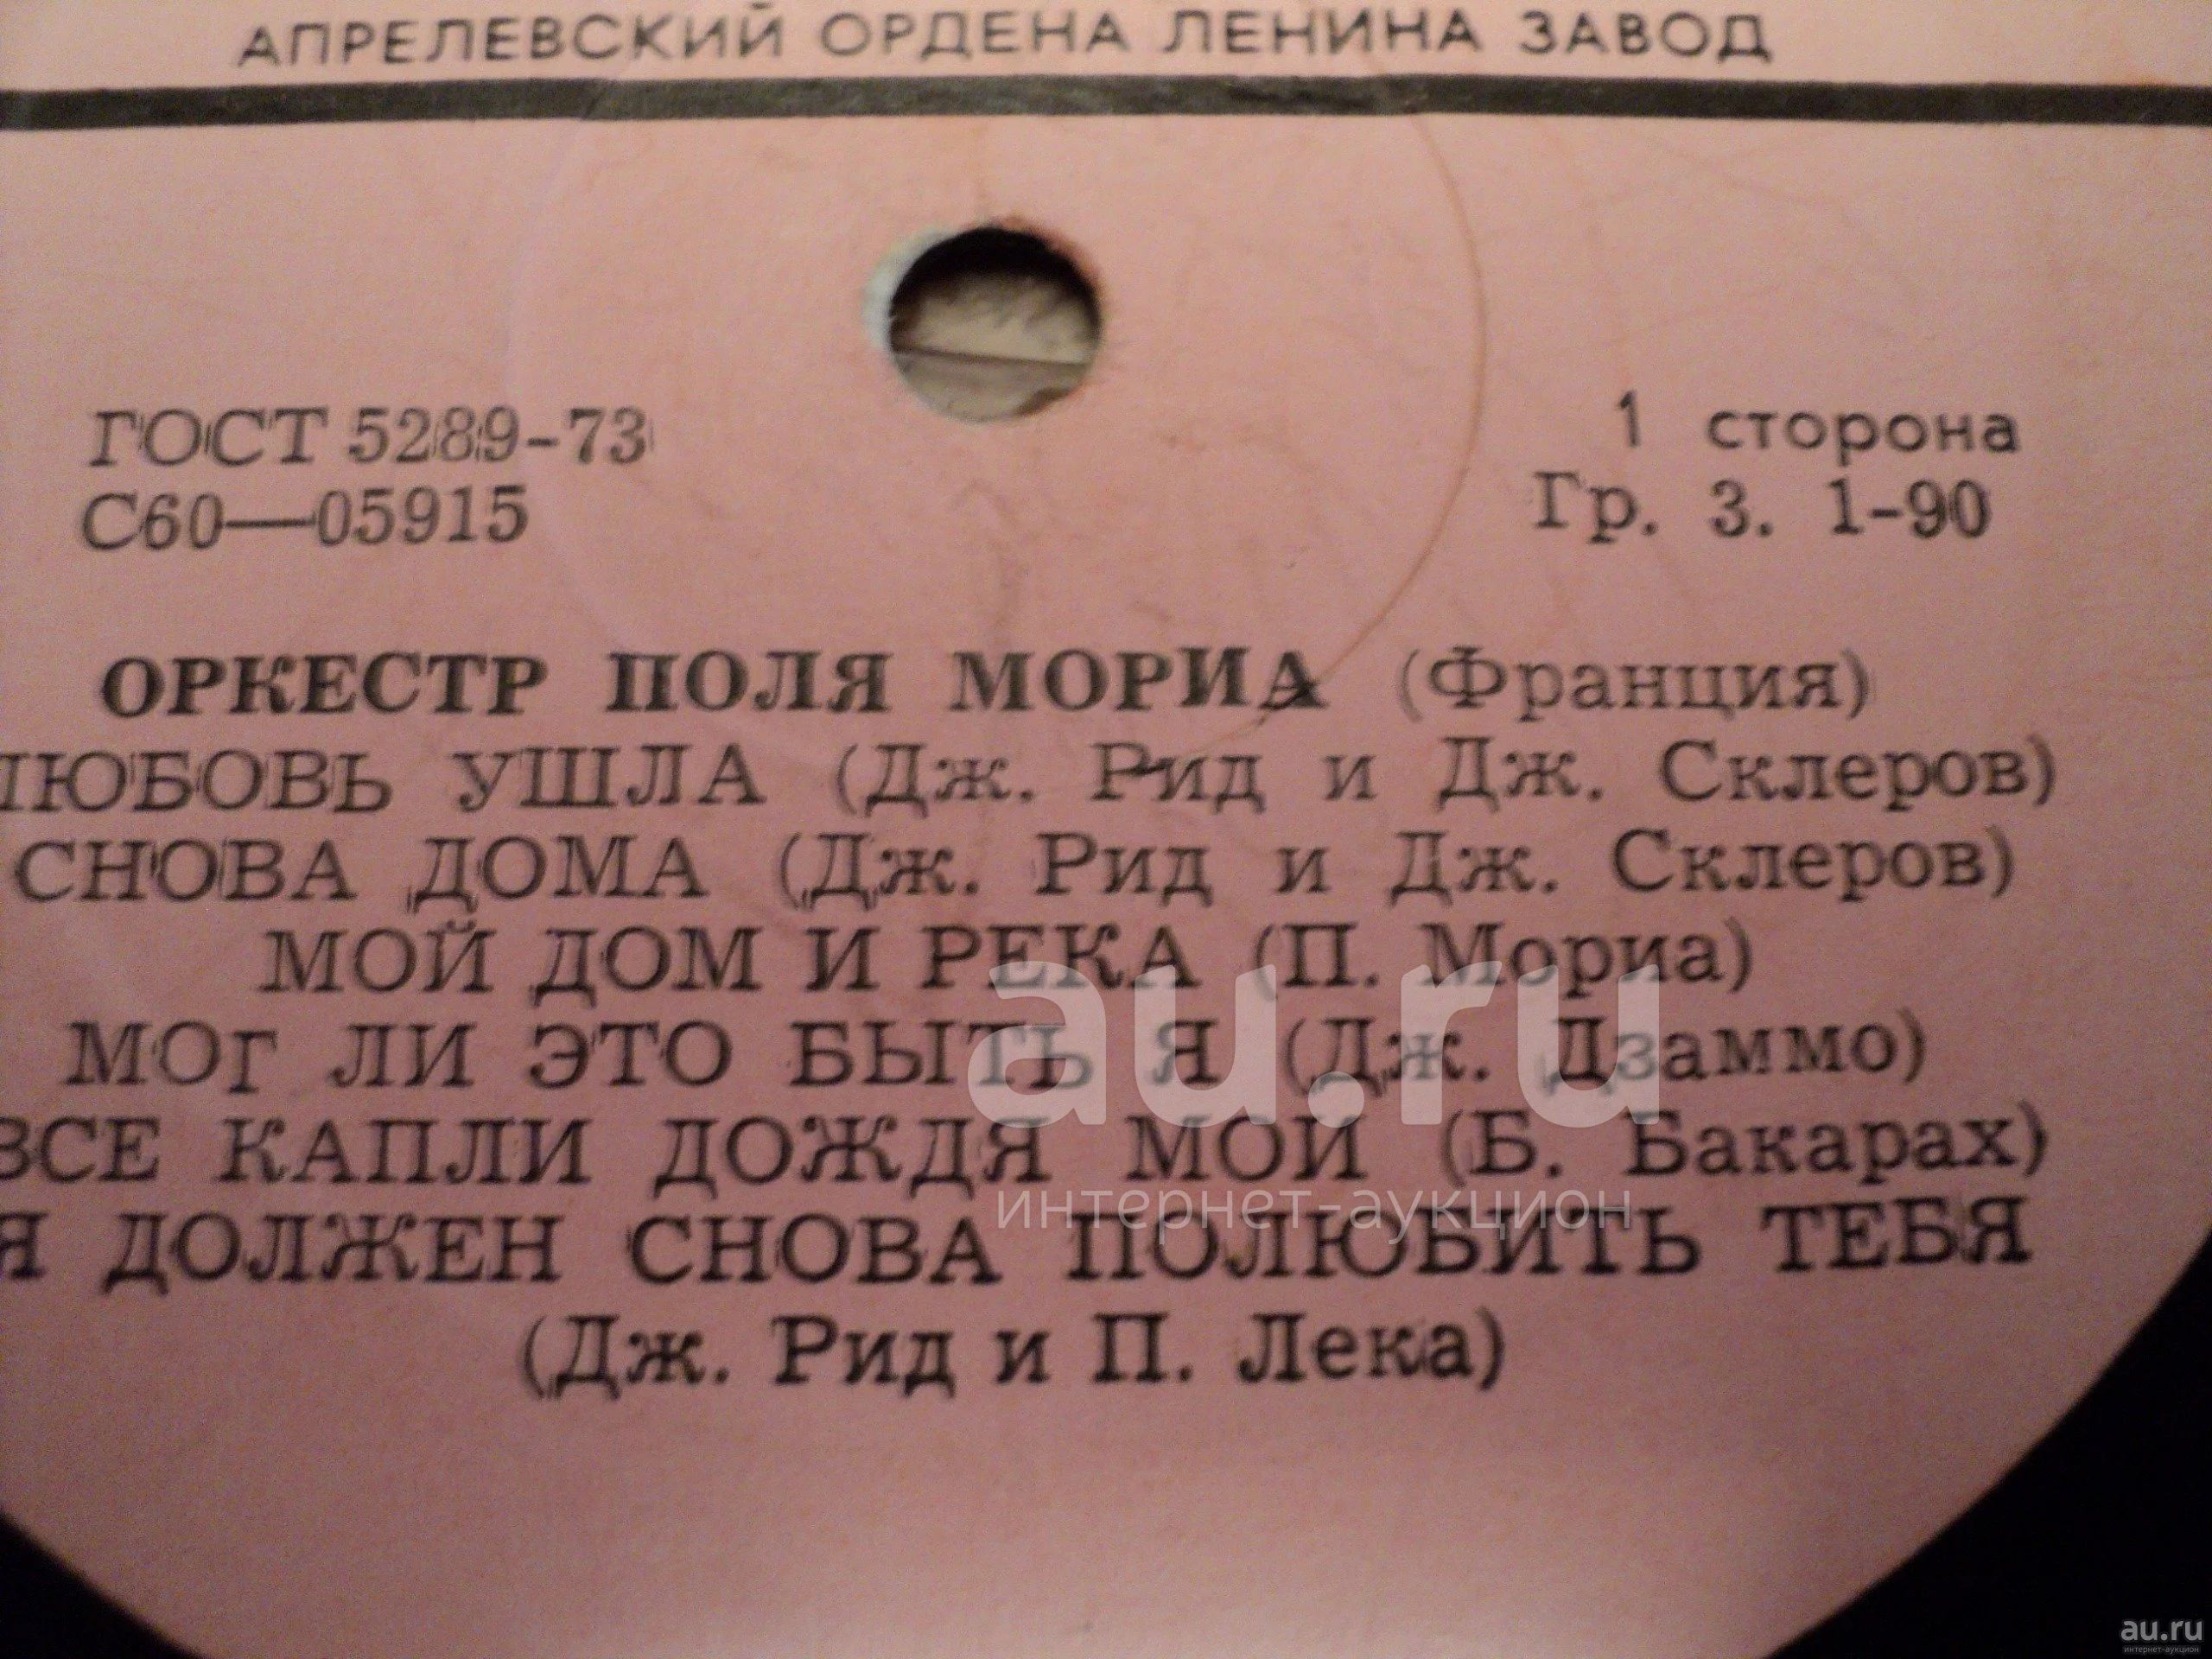 АПРЕЛЕВСКИЙ ОРДЕНА ЛЕНИНА ЗАВОД
ГОСТ 5289-73
1 сторона
С60—05915
Гр. 3. 1-90
ОРКЕСТР ПОЛЯ МОРИА (Франция)
ЛЮБОВЬ УШЛА (Дж. Рид и Дж. Склеров)
СНОВА ДОМА (Дж. Рид и Дж. Склеров)
МОЙ ДОМ И РЕКА (П. Мориа)
МОГ ЛИ ЭТО БЫТЬ Я (Дж. Дзаммо)
ВСЕ КАПЛИ ДОЖДЯ МОИ (Б. Бакарах)
Я ДОЛЖЕН СНОВА ПОЛЮБИТЬ ТЕБЯ
(Дж. Рид и П. Лека)
au.ru
интернет-аукцион
au.ru
интернет-аукцион